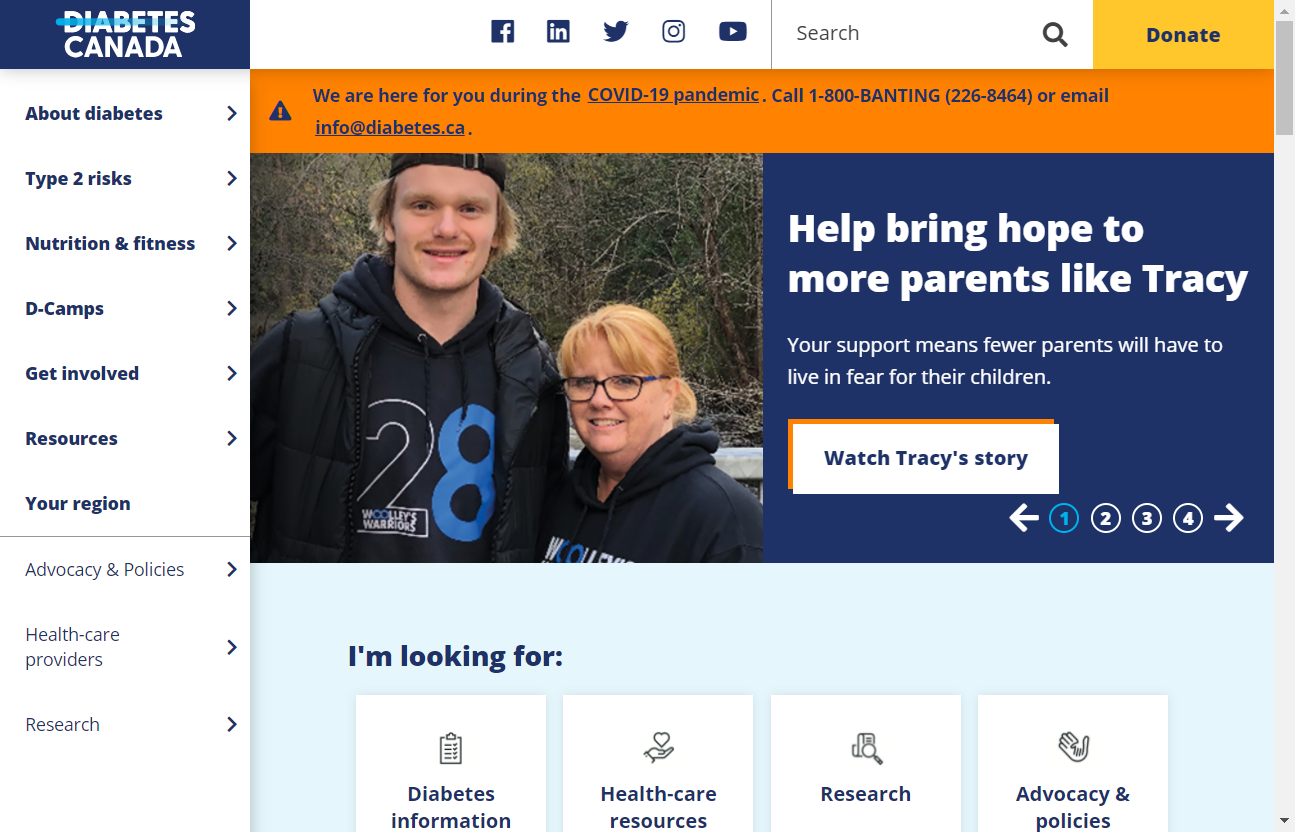 DIABETES
CANADA
Search
Donate
About diabetes
Type 2 risks
Nutrition & fitness
D-Camps
Get involved
Resources
Your region
Advocacy & Policies
Health-care
providers
Research
We are here for you during the COVID-19 pandemic. Call 1-800-BANTING (226-8464) or email
info@diabetes.ca.
28
WOOLLEY'S
WARRIORS
WOOLLEY'S
Help bring hope to
more parents like Tracy
Your support means fewer parents will have to
live in fear for their children.
Watch Tracy's story
1 2 3 4
I'm looking for:
Diabetes
information
Health-care
resources
Research
Advocacy &
policies